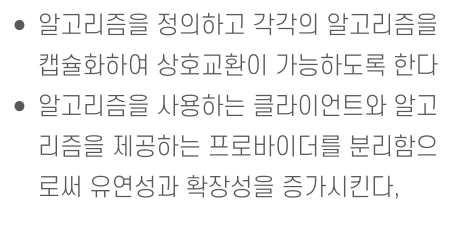 ● 알고리즘을 정의하고 각각의 알고리즘을
캡슐화하여 상호교환이 가능하도록 한다
● 알고리즘을 사용하는 클라이언트와 알고
리즘을 제공하는 프로바이더를 분리함으
로써 유연성과 확장성을 증가시킨다,